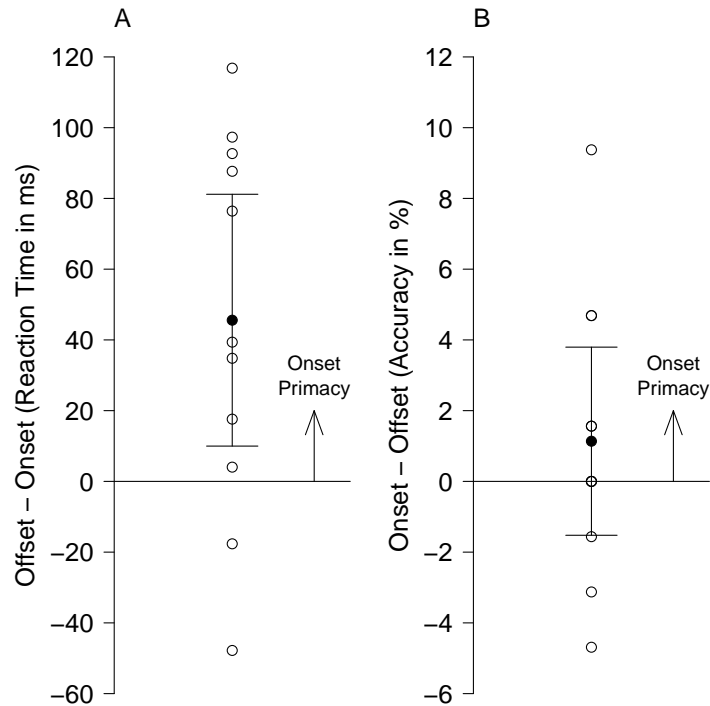 A
Offset – Onset (Reaction Time in ms)
120
100
80
60
40
20
0
−20
−40
−60
Onset
Primacy
B
Onset – Offset (Accuracy in %)
12
10
8
6
4
2
0
−2
−4
−6
Onset
Primacy